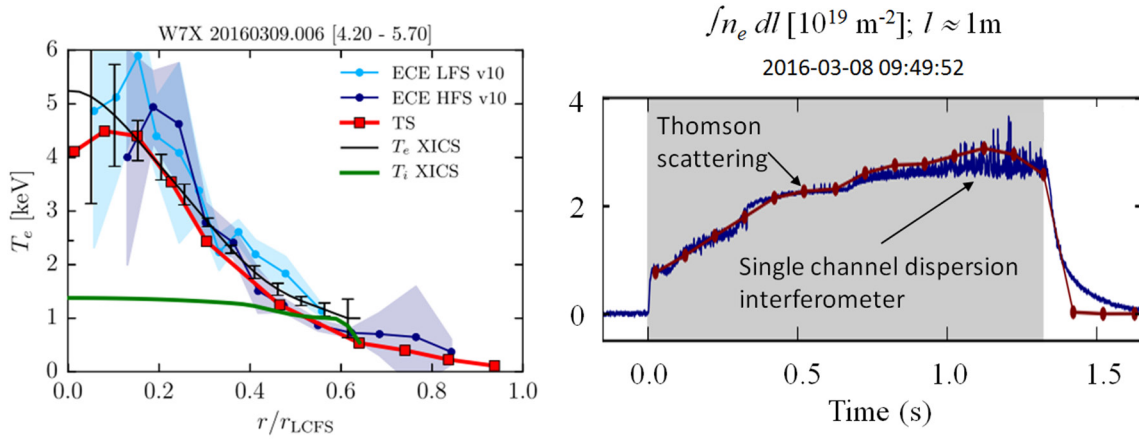 W7X 20160309.006 [4.20 - 5.70]
6
5
4
3
2
1
0
T_e [keV]
ECE LFS v10
ECE HFS v10
TS
T_e XICS
T_i XICS
0.0 0.2 0.4 0.6 0.8 1.0
r/r_LCFS
∫n_e dl [10^19 m^-2]; l ≈ 1m
2016-03-08 09:49:52
4
2
0
Thomson
scattering
Single channel dispersion
interferometer
0.0 0.5 1.0 1.5
Time (s)